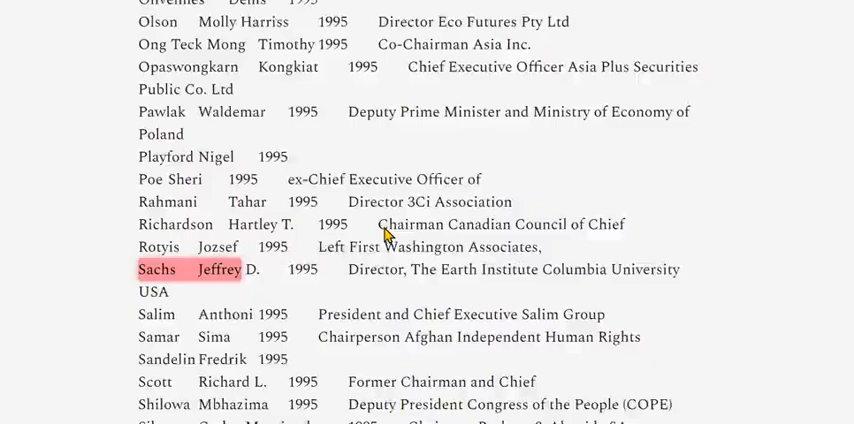 Olivennes Denis 1995
Olson Molly Harriss 1995 Director Eco Futures Pty Ltd
Ong Teck Mong Timothy 1995 Co-Chairman Asia Inc.
Opaswongkarn Kongkiat 1995 Chief Executive Officer Asia Plus Securities
Public Co. Ltd
Pawlak Waldemar 1995 Deputy Prime Minister and Ministry of Economy of
Poland
Playford Nigel 1995
Poe Sheri 1995 ex-Chief Executive Officer of
Rahmani Tahar 1995 Director 3Ci Association
Richardson Hartley T. 1995 Chairman Canadian Council of Chief
Rotyis Jozsef 1995 Left First Washington Associates,
Sachs Jeffrey D. 1995 Director, The Earth Institute Columbia University
USA
Salim Anthoni 1995 President and Chief Executive Salim Group
Samar Sima 1995 Chairperson Afghan Independent Human Rights
Sandelin Fredrik 1995
Scott Richard L. 1995 Former Chairman and Chief
Shilowa Mbhazima 1995 Deputy President Congress of the People (COPE)